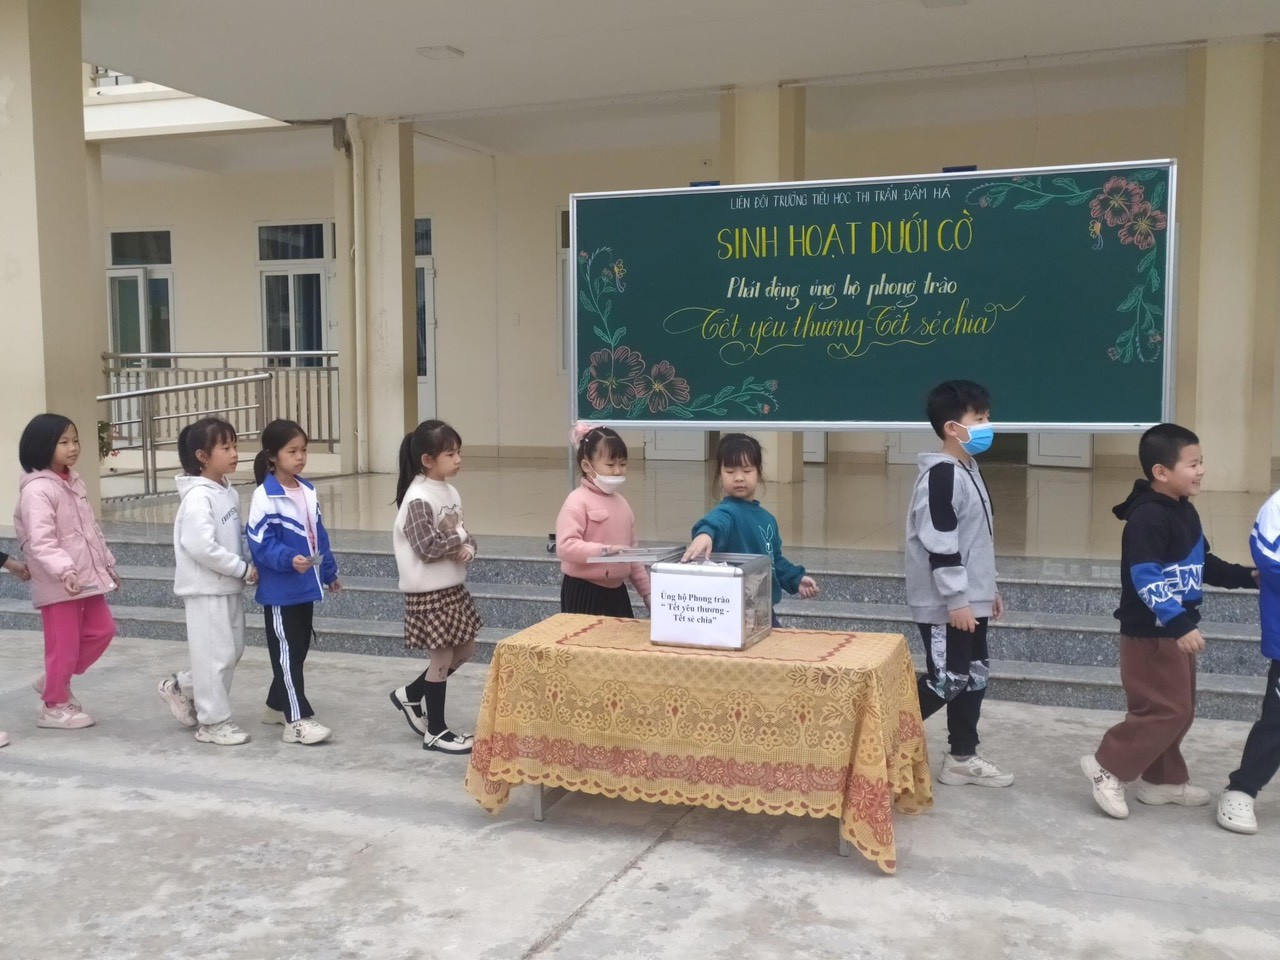 LIÊN ĐỘI TRƯỜNG TIỂU HỌC THỊ TRẤN ĐẦM HÀ
SINH HOẠT DƯỚI CỜ
Phát động ủng hộ phong trào
Tết yêu thương - Tết sẻ chia
Ủng hộ Phong trào
“ Tết yêu thương -
Tết sẻ chia”